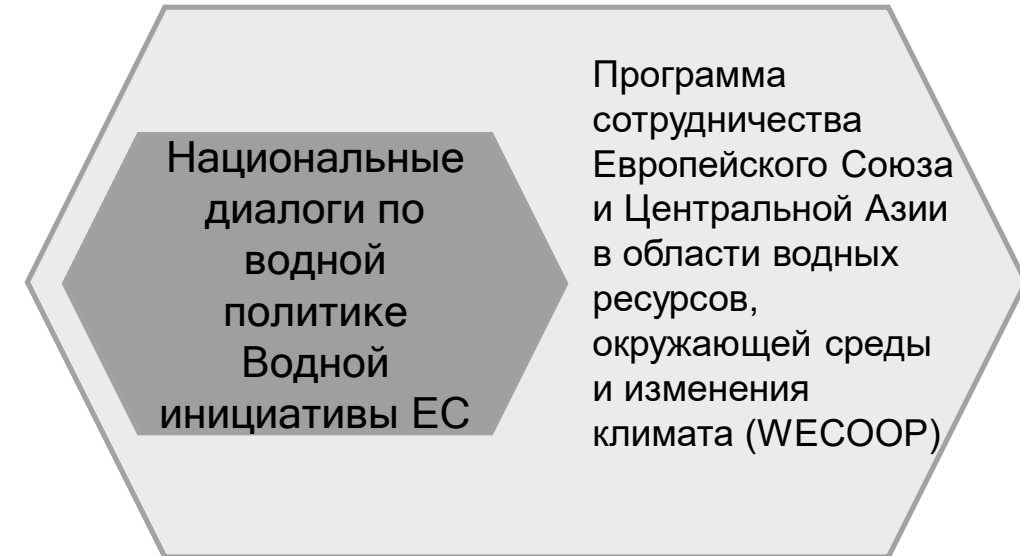 Национальные
диалоги по
водной
политике
Водной
инициативы ЕС
Программа
сотрудничества
Европейского Союза
и Центральной Азии
в области водных
ресурсов,
окружающей среды
и изменения
климата (WECOOP)